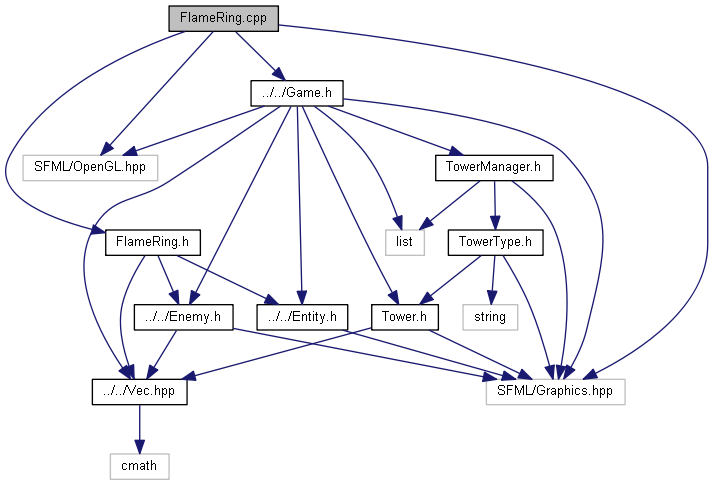 FlameRing.cpp
../../Game.h
SFML/OpenGL.hpp
TowerManager.h
FlameRing.h
list
TowerType.h
../../Enemy.h
../../Entity.h
Tower.h
string
../../Vec.hpp
SFML/Graphics.hpp
cmath